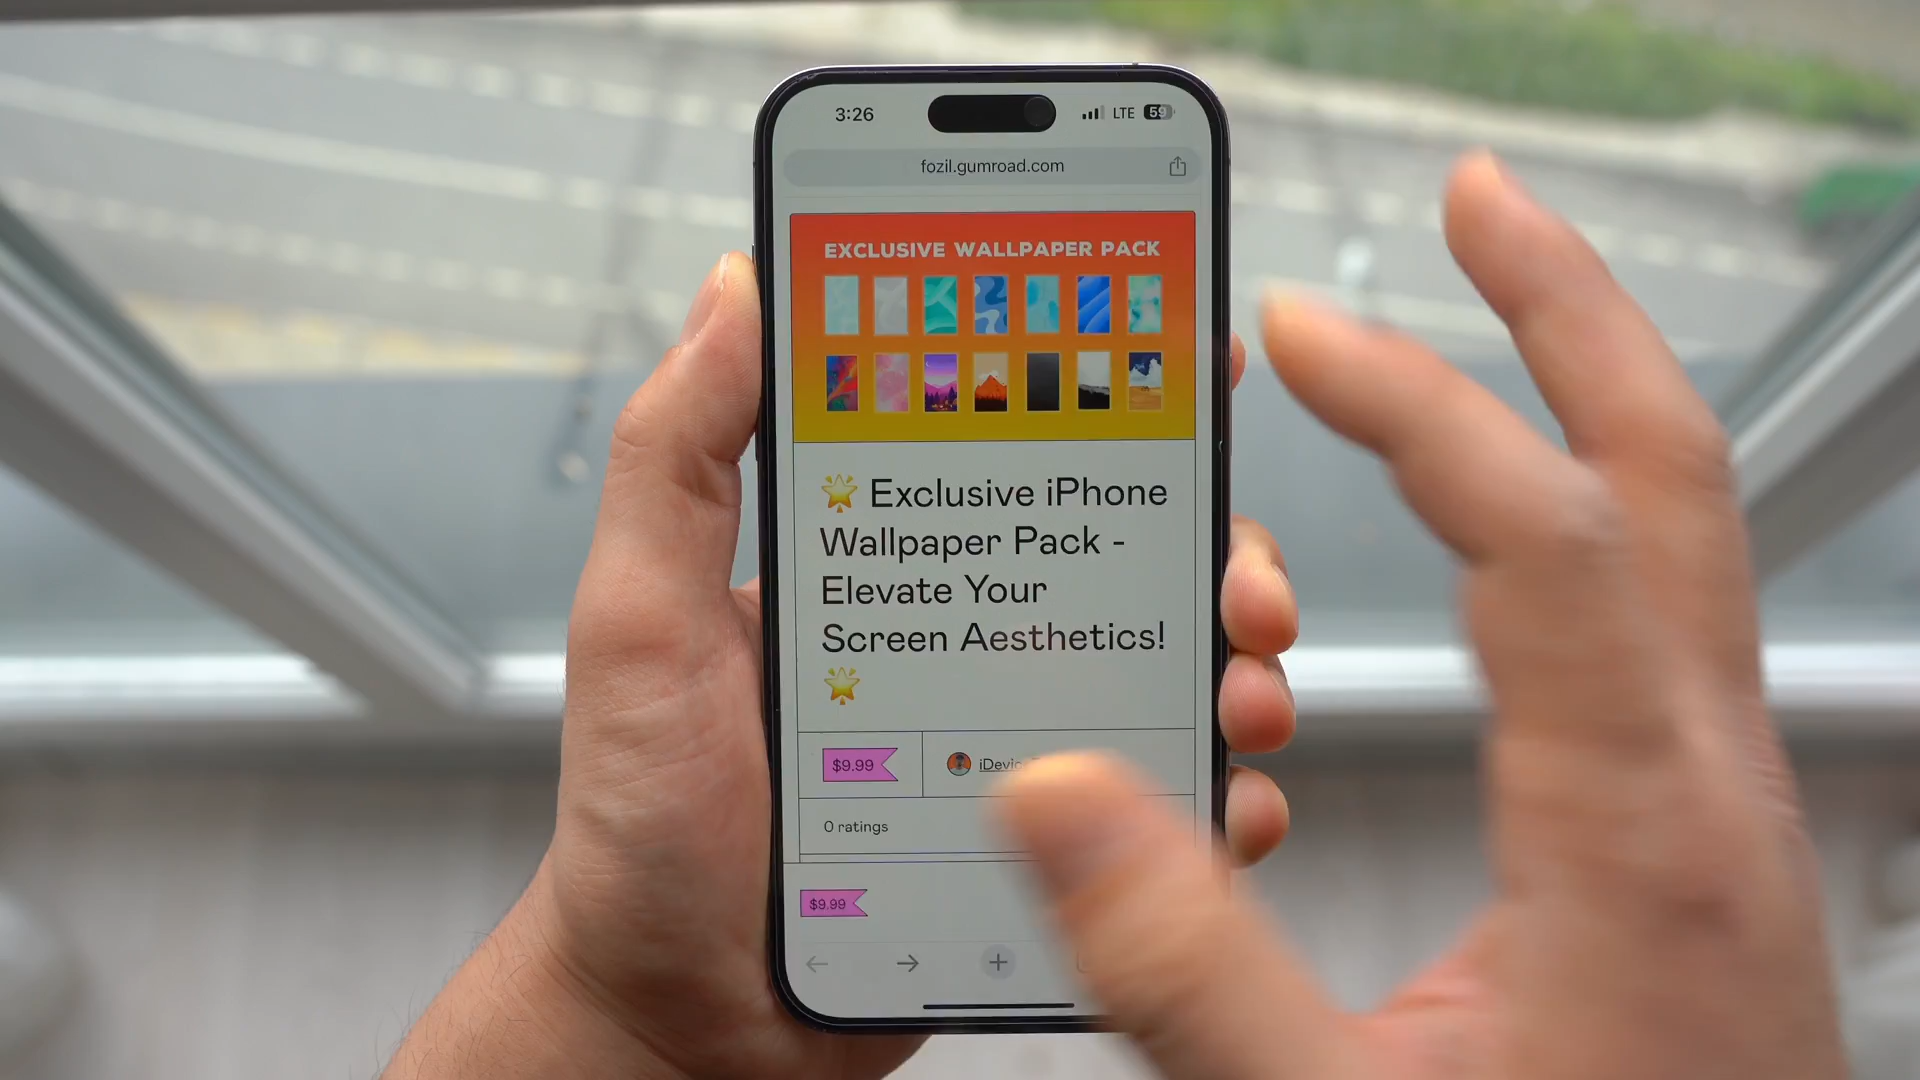 3:26
LTE 59
fozil.gumroad.com
EXCLUSIVE WALLPAPER PACK
🌟 Exclusive iPhone
Wallpaper Pack -
Elevate Your
Screen Aesthetics!
🌟
$9.99
0 ratings
$9.99